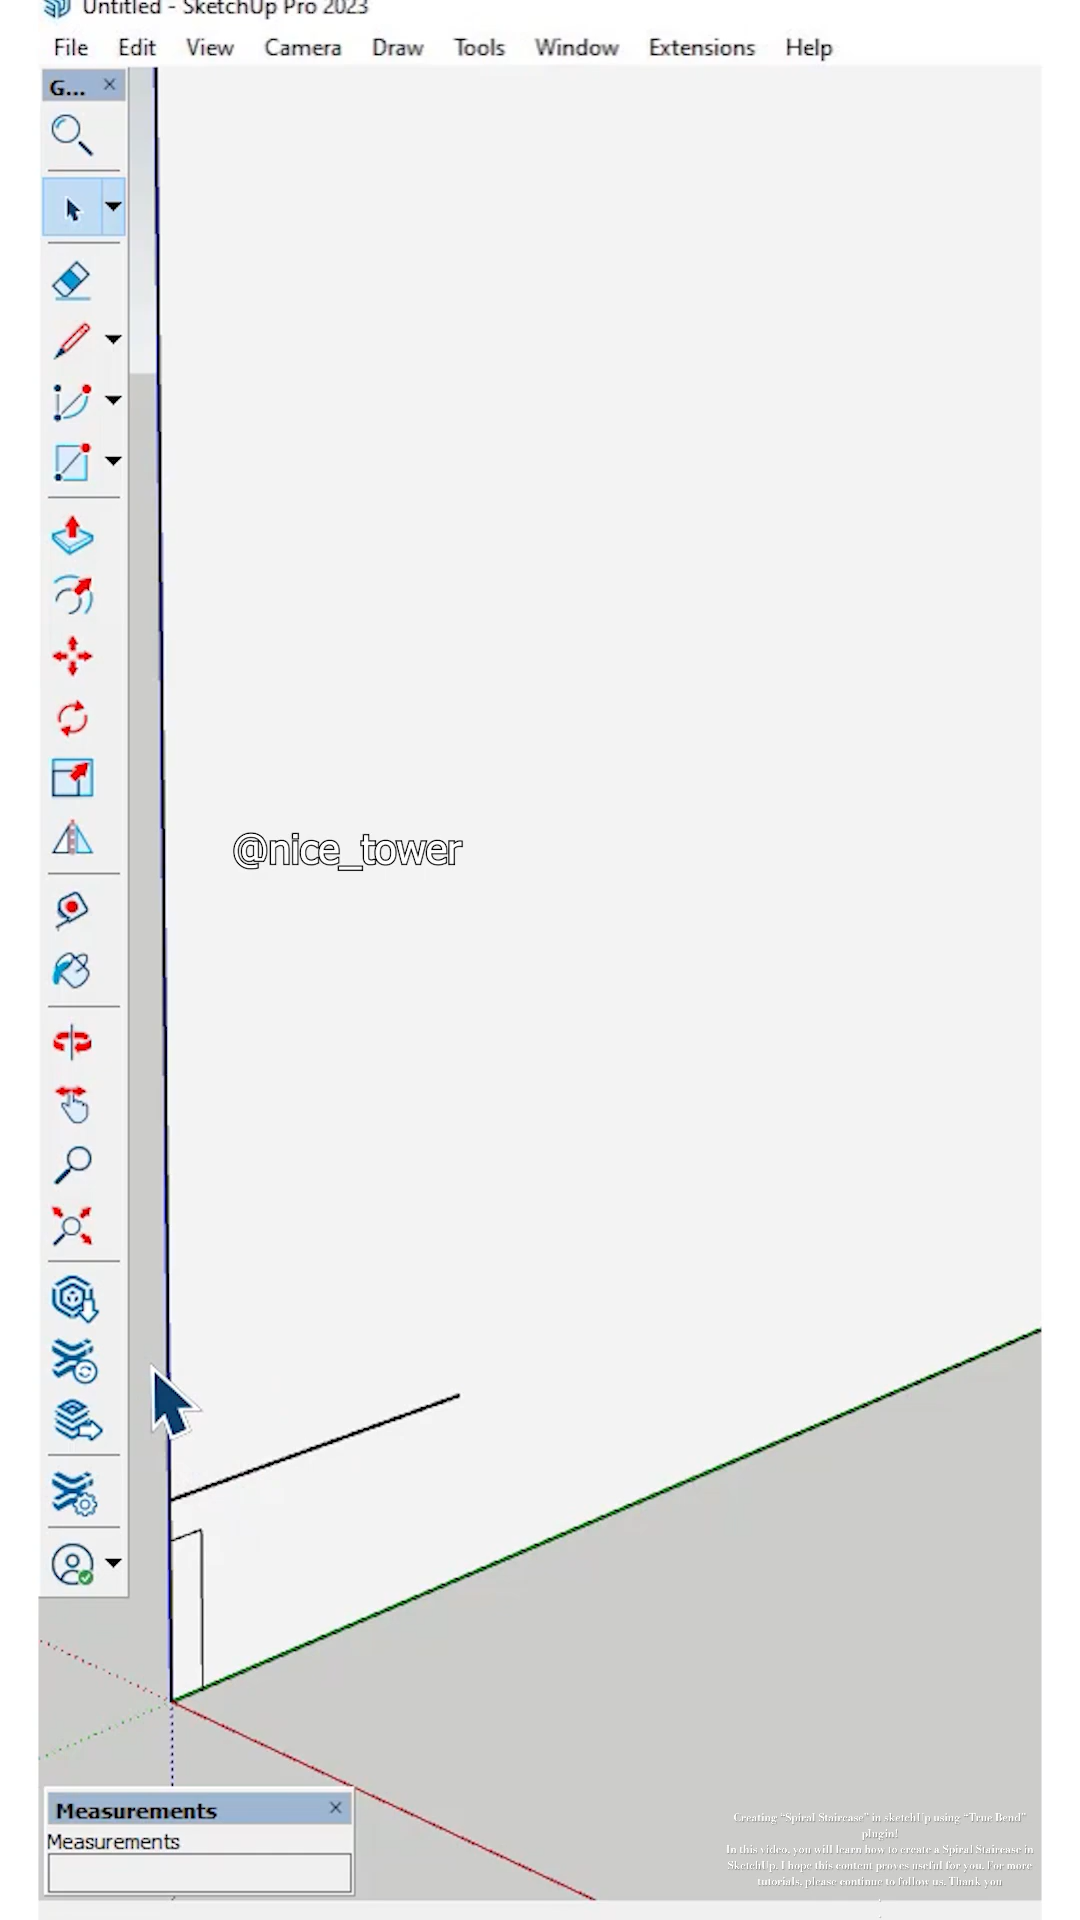 Untitled - SketchUp Pro 2023
File Edit View Camera Draw Tools Window Extensions Help
G...
@nice_tower
Measurements
Measurements
Creating “Spiral Staircase” in sketchUp using “True Bend”
plugin!
In this video, you will learn how to create a Spiral Staircase in
SketchUp. I hope this content proves useful for you. For more
tutorials, please continue to follow us. Thank you